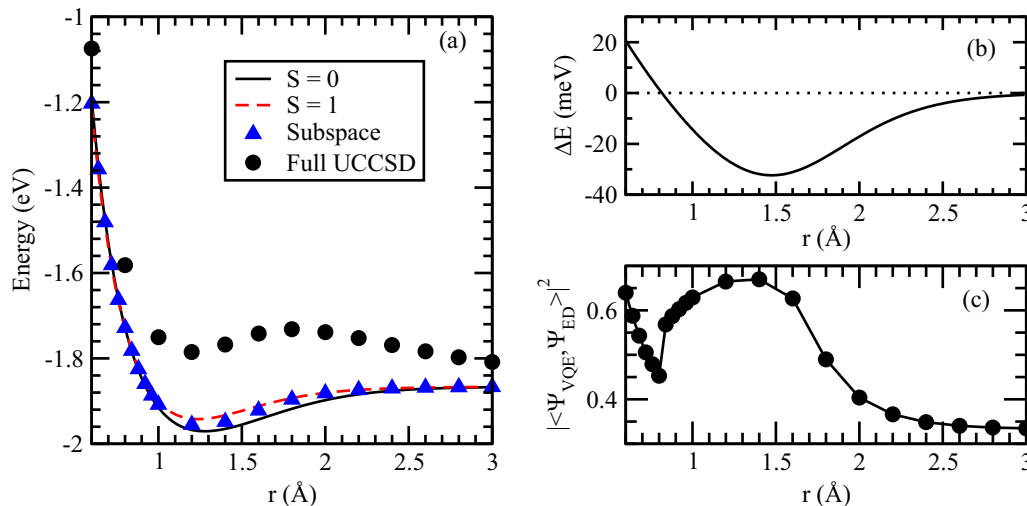 (a)
Energy (eV)
-1
-1.2
-1.4
-1.6
-1.8
-2
1
1.5
2
2.5
3
r (Å)
S = 0
S = 1
Subspace
Full UCCSD
(b)
ΔE (meV)
20
0
-20
-40
1
1.5
2
2.5
3
r (Å)
(c)
|<Ψ_VQE,Ψ_ED>|²
0.6
0.4
1
1.5
2
2.5
3
r (Å)